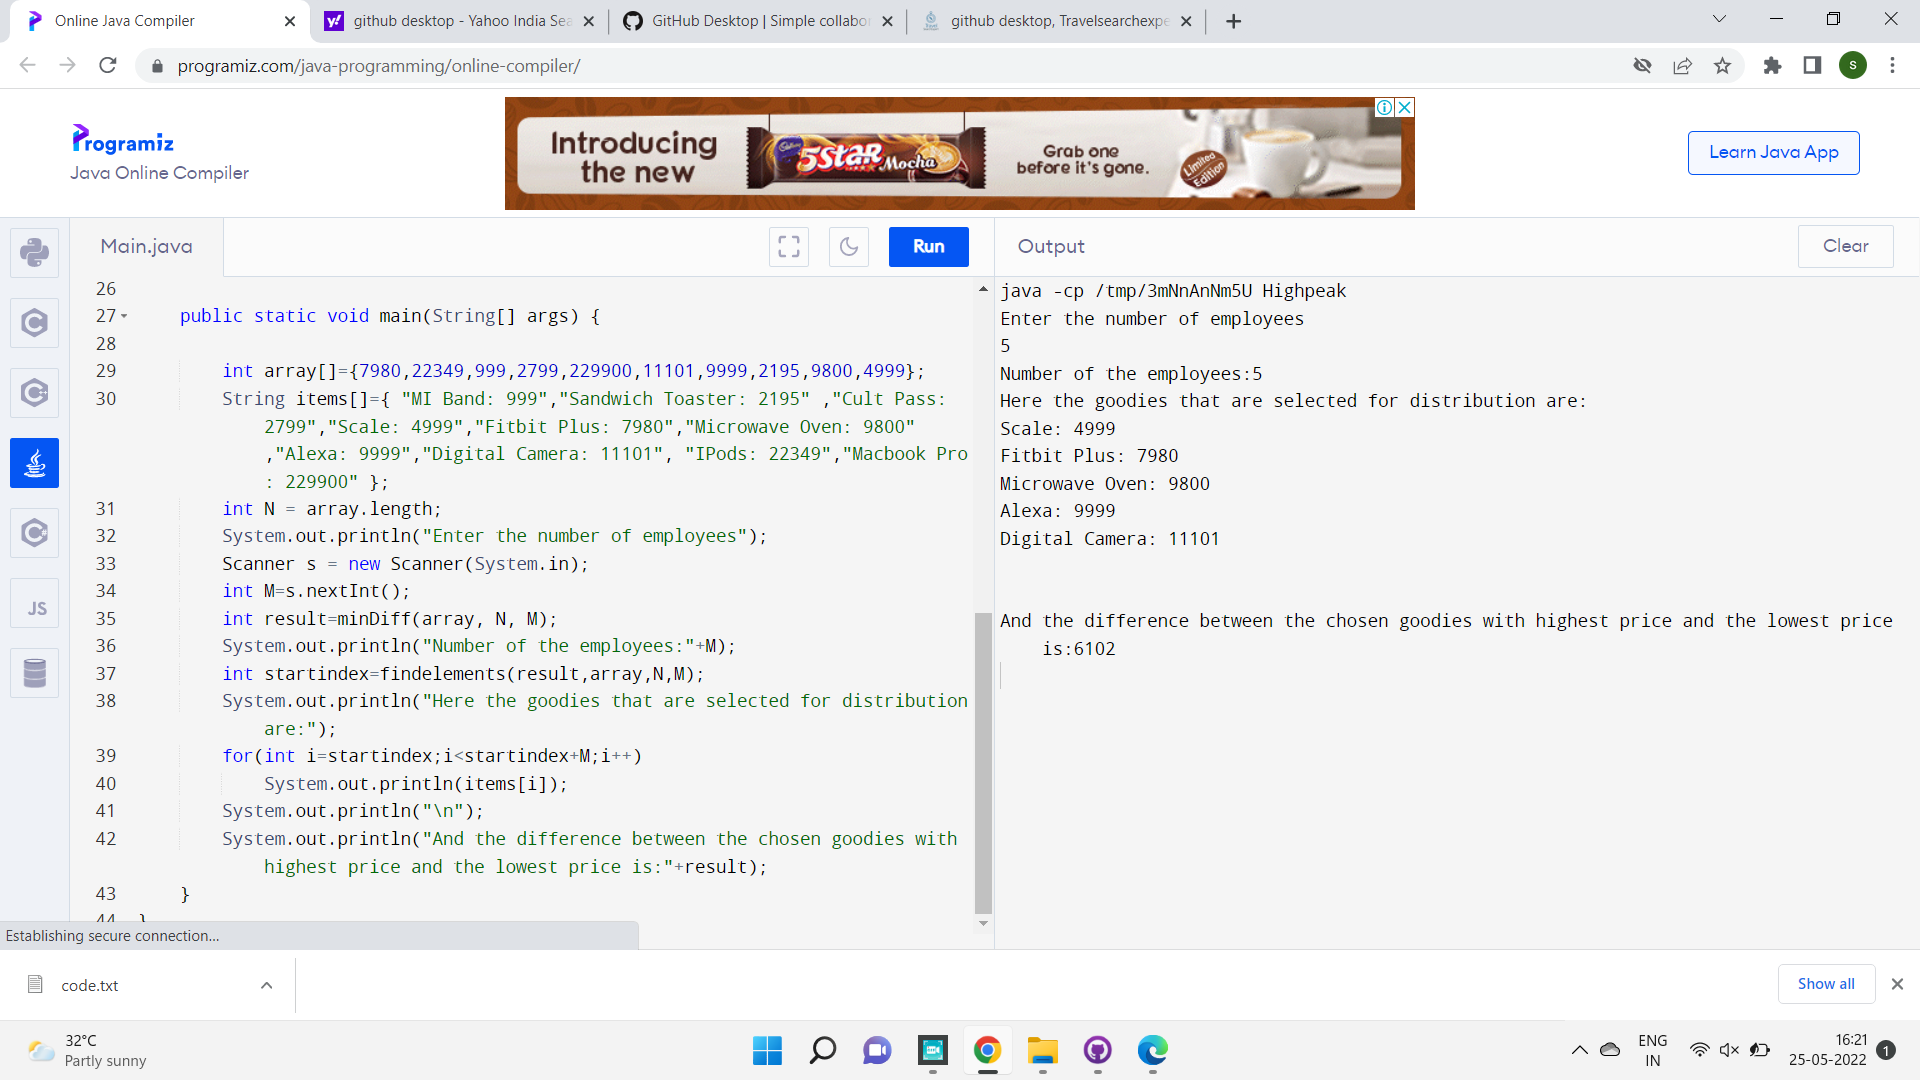 Online Java Compiler
github desktop - Yahoo India Sea
GitHub Desktop | Simple collabor
github desktop, Travelsearchexpe
programiz.com/java-programming/online-compiler/
s
Programiz
Java Online Compiler
Introducing
the new
Cadbury
5STAR Mocha
Grab one
before it's gone.
Limited
Edition
Learn Java App
Main.java
Run
Output
Clear
26
27 public static void main(String[] args) {
28
29 int array[]={7980,22349,999,2799,229900,11101,9999,2195,9800,4999};
30 String items[]={ "MI Band: 999","Sandwich Toaster: 2195" ,"Cult Pass:
2799","Scale: 4999","Fitbit Plus: 7980","Microwave Oven: 9800"
,"Alexa: 9999","Digital Camera: 11101", "IPods: 22349","Macbook Pro
: 229900" };
31 int N = array.length;
32 System.out.println("Enter the number of employees");
33 Scanner s = new Scanner(System.in);
34 int M=s.nextInt();
35 int result=minDiff(array, N, M);
36 System.out.println("Number of the employees:"+M);
37 int startindex=findelements(result,array,N,M);
38 System.out.println("Here the goodies that are selected for distribution
are:");
39 for(int i=startindex;i<startindex+M;i++)
40 System.out.println(items[i]);
41 System.out.println("\n");
42 System.out.println("And the difference between the chosen goodies with
highest price and the lowest price is:"+result);
43 }
44 }
java -cp /tmp/3mNnAnNm5U Highpeak
Enter the number of employees
5
Number of the employees:5
Here the goodies that are selected for distribution are:
Scale: 4999
Fitbit Plus: 7980
Microwave Oven: 9800
Alexa: 9999
Digital Camera: 11101
And the difference between the chosen goodies with highest price and the lowest price
is:6102
JS
Establishing secure connection...
code.txt
Show all
32°C
Partly sunny
ENG
IN
16:21
25-05-2022
1